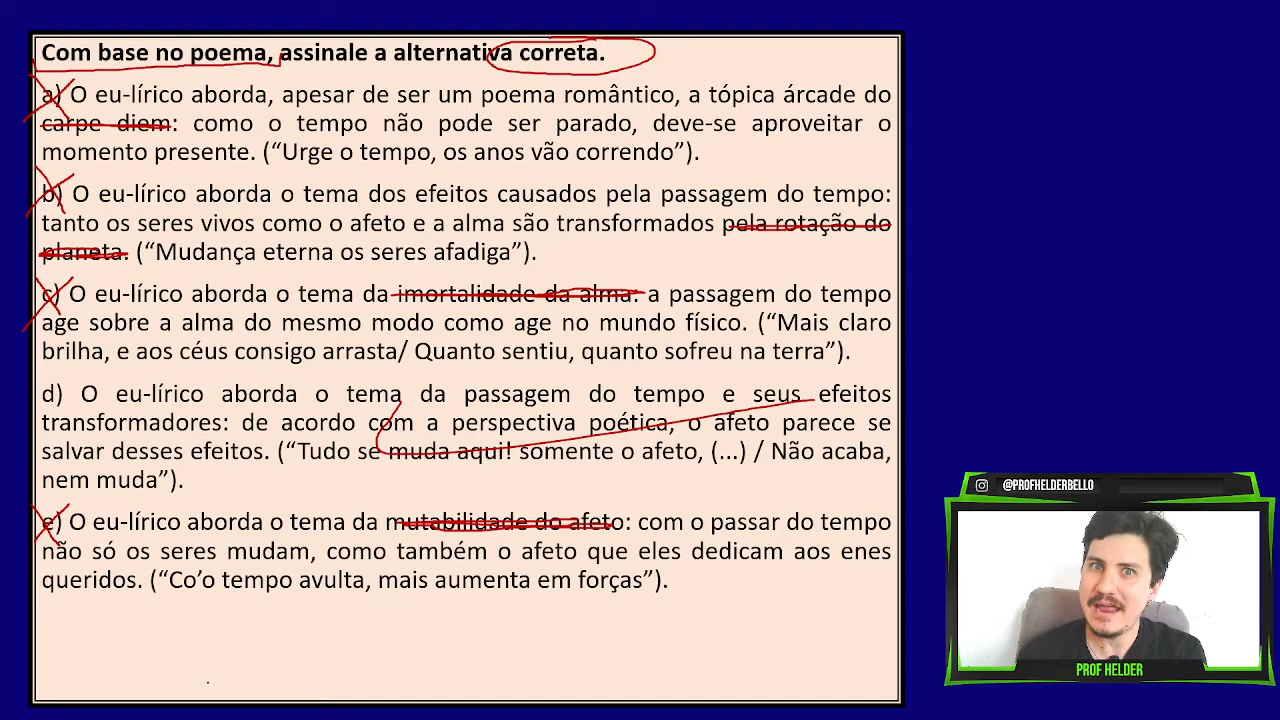 Com base no poema, assinale a alternativa correta.
a) O eu-lírico aborda, apesar de ser um poema romântico, a tópica árcade do
carpe diem: como o tempo não pode ser parado, deve-se aproveitar o
momento presente. (“Urge o tempo, os anos vão correndo”).
b) O eu-lírico aborda o tema dos efeitos causados pela passagem do tempo:
tanto os seres vivos como o afeto e a alma são transformados pela rotação do
planeta. (“Mudança eterna os seres afadiga”).
c) O eu-lírico aborda o tema da imortalidade da alma: a passagem do tempo
age sobre a alma do mesmo modo como age no mundo físico. (“Mais claro
brilha, e aos céus consigo arrasta/ Quanto sentiu, quanto sofreu na terra”).
d) O eu-lírico aborda o tema da passagem do tempo e seus efeitos
transformadores: de acordo com a perspectiva poética, o afeto parece se
salvar desses efeitos. (“Tudo se muda aqui! somente o afeto, (...) / Não acaba,
nem muda”).
e) O eu-lírico aborda o tema da mutabilidade do afeto: com o passar do tempo
não só os seres mudam, como também o afeto que eles dedicam aos enes
queridos. (“Co’o tempo avulta, mais aumenta em forças”).
@PROFHELDERBELLO
PROF HELDER